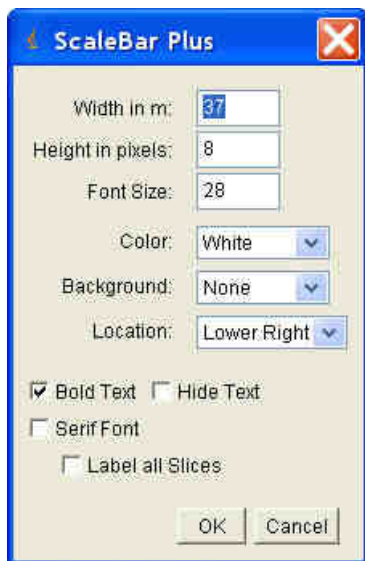 ScaleBar Plus
Width in m: 37
Height in pixels: 8
Font Size: 28
Color: White
Background: None
Location: Lower Right
Bold Text Hide Text
Serif Font
Label all Slices
OK Cancel